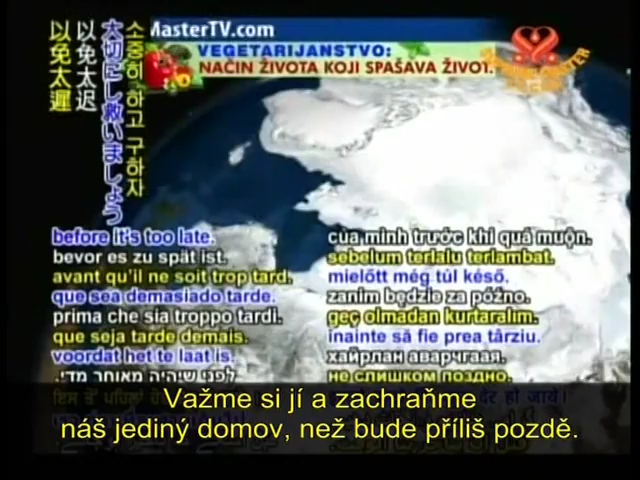 MasterTV.com
VEGETARIJANSTVO:
NAČIN ŽIVOTA KOJI SPAŠAVA ŽIVOT.
소중히 하고 구하자
大切にし救いましょう
以免太迟
以免太遲
before it's too late.
bevor es zu spät ist.
avant qu'il ne soit trop tard.
que sea demasiado tarde.
prima che sia troppo tardi.
que seja tarde demais.
voordat het te laat is.
לפני שיהיה מאוחר מדי.
của mình trước khi quá muộn.
sebelum terlalu terlambat.
mielőtt még túl késő.
zanim będzie za późno.
geç olmadan kurtaralım.
înainte să fie prea târziu.
хайрлан аварчгаая.
не слишком поздно.
Važme si jí a zachraňme
náš jediný domov, než bude příliš pozdě.